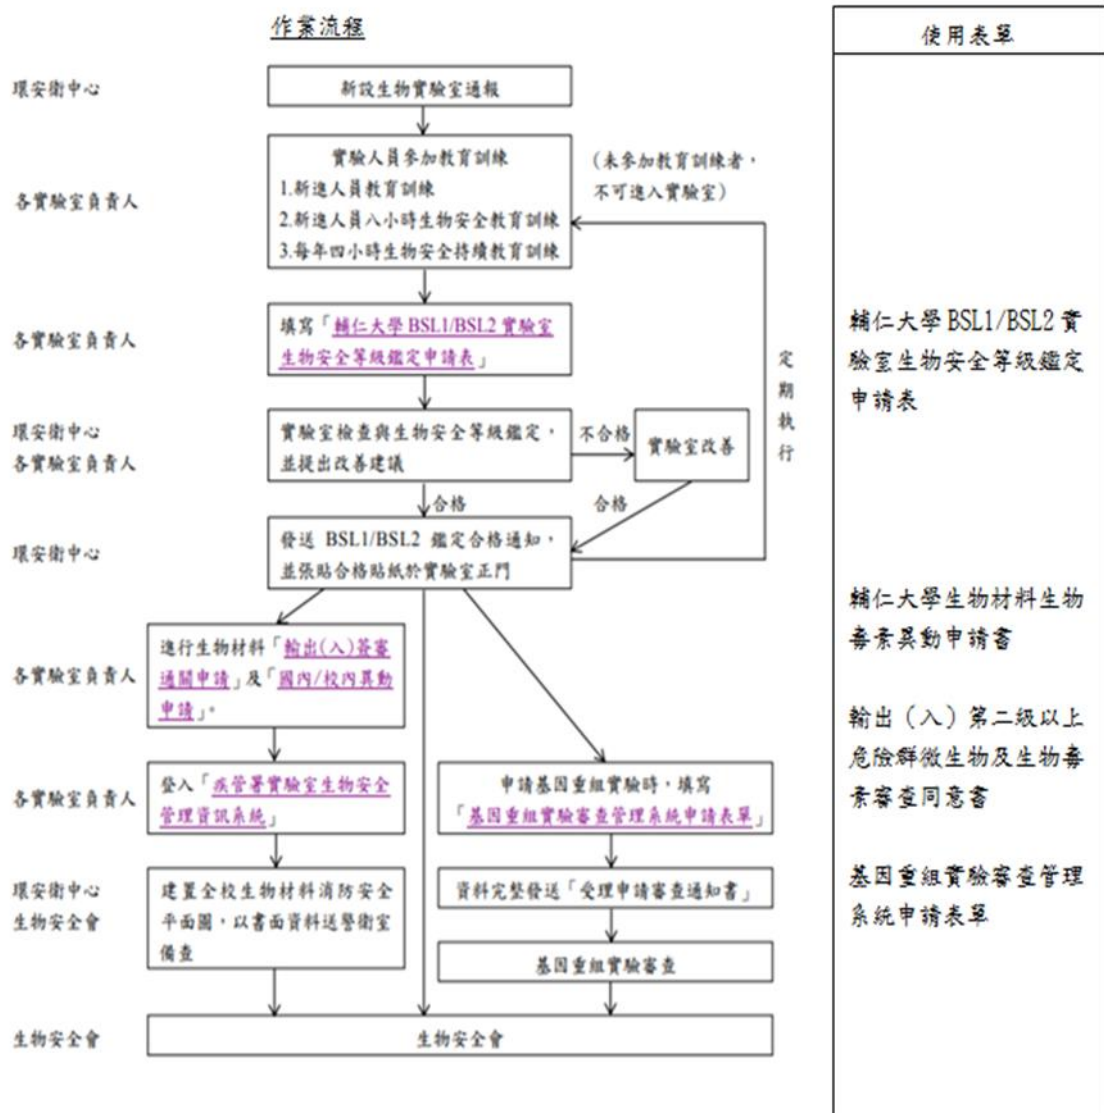 作業流程
使用表單
環安衛中心
新設生物實驗室通報
各實驗室負責人
實驗人員參加教育訓練
1.新進人員教育訓練
2.新進人員八小時生物安全教育訓練
3.每年四小時生物安全持續教育訓練
(未參加教育訓練者,
不可進入實驗室)
各實驗室負責人
填寫「輔仁大學 BSL1/BSL2 實驗室
生物安全等級鑑定申請表」
定
期
執
行
輔仁大學 BSL1/BSL2 實
驗室生物安全等級鑑定
申請表
環安衛中心
各實驗室負責人
實驗室檢查與生物安全等級鑑定,
並提出改善建議
不合格
實驗室改善
合格
合格
環安衛中心
發送 BSL1/BSL2 鑑定合格通知,
並張貼合格貼紙於實驗室正門
輔仁大學生物材料生物
毒素異動申請書
各實驗室負責人
進行生物材料「輸出(入)簽審
通關申請」及「國內/校內異動
申請」。
輸出(入)第二級以上
危險群微生物及生物毒
素審查同意書
各實驗室負責人
登入「疾管署實驗室生物安全
管理資訊系統」
申請基因重組實驗時,填寫
「基因重組實驗審查管理系統申請表單」
基因重組實驗審查管理
系統申請表單
環安衛中心
生物安全會
建置全校生物材料消防安全
平面圖,以書面資料送警衛室
備查
資料完整發送「受理申請審查通知書」
基因重組實驗審查
生物安全會
生物安全會